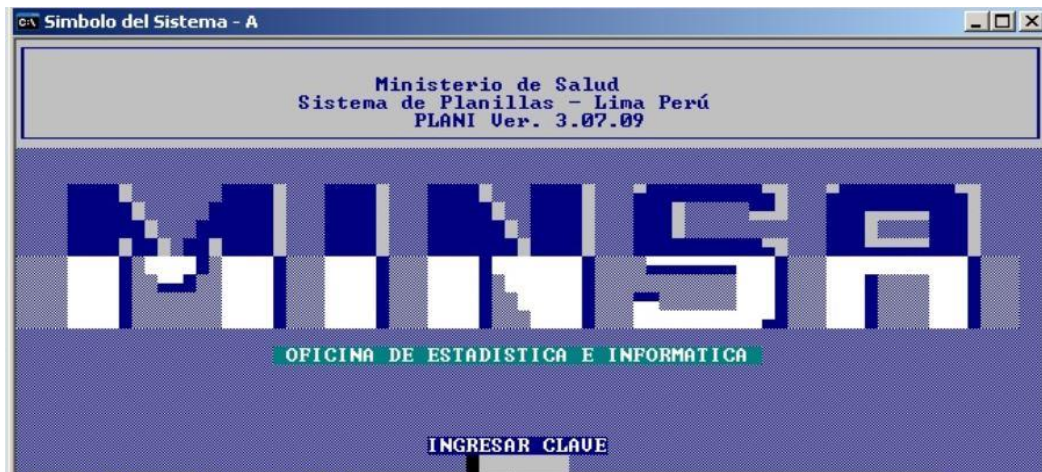 Simbolo del Sistema - A
Ministerio de Salud
Sistema de Planillas - Lima Perú
PLANI Ver. 3.07.09
MINSA
OFICINA DE ESTADISTICA E INFORMATICA
INGRESAR CLAVE